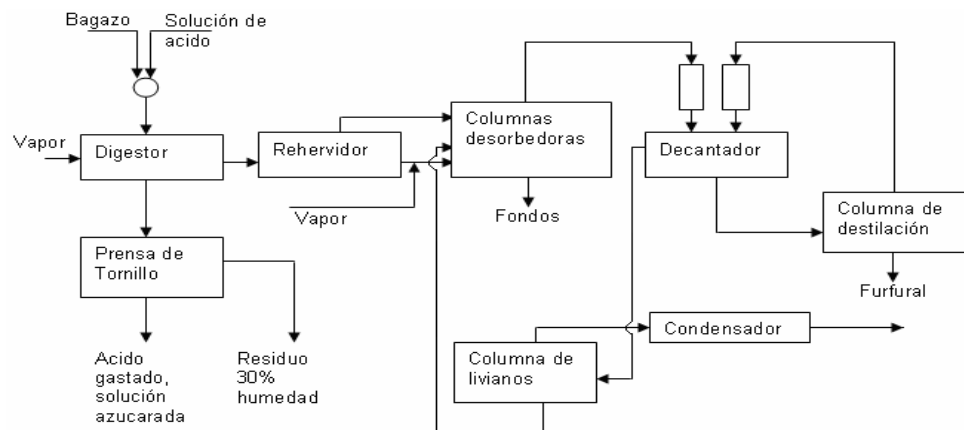 Bagazo
Solución de
acido
Vapor
Digestor
Rehervidor
Columnas
desorbedoras
Decantador
Vapor
Fondos
Columna de
destilación
Prensa de
Tornillo
Furfural
Condensador
Columna de
livianos
Acido
gastado,
solución
azucarada
Residuo
30%
humedad